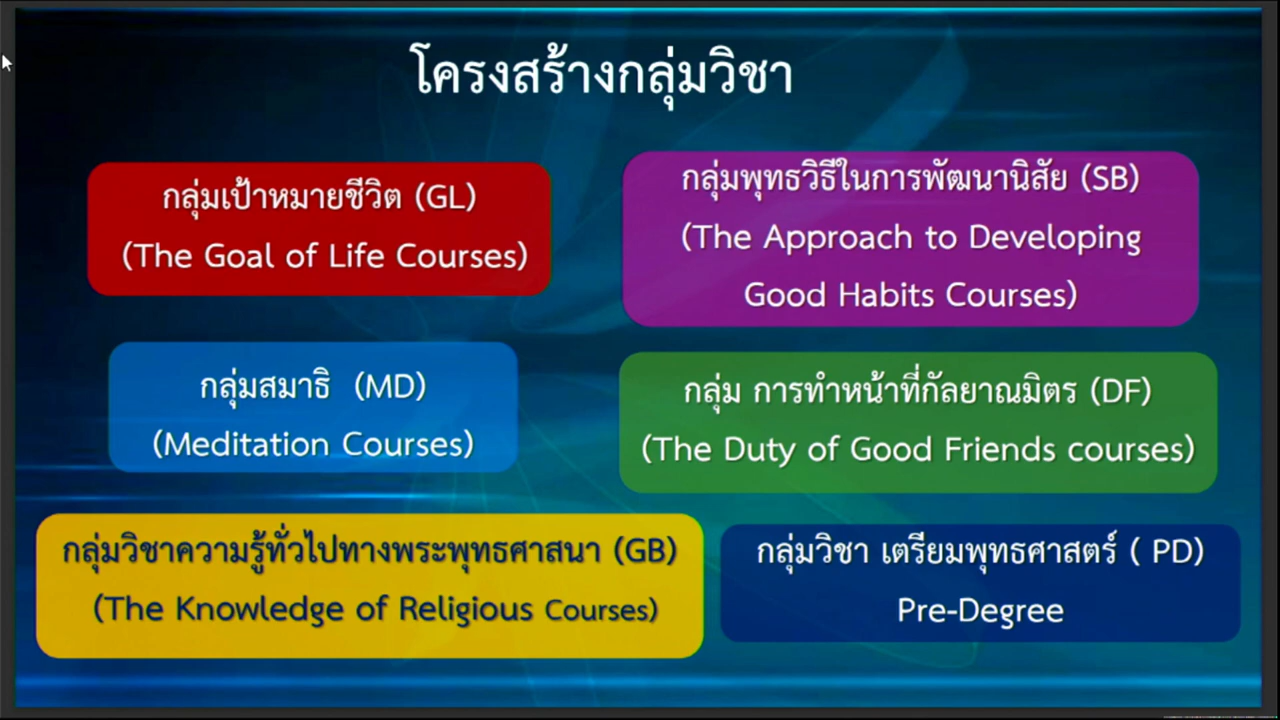 โครงสร้างกลุ่มวิชา
กลุ่มเป้าหมายชีวิต (GL)
(The Goal of Life Courses)
กลุ่มพุทธวิธีในการพัฒนานิสัย (SB)
(The Approach to Developing
Good Habits Courses)
กลุ่มสมาธิ (MD)
(Meditation Courses)
กลุ่ม การทำหน้าที่กัลยาณมิตร (DF)
(The Duty of Good Friends courses)
กลุ่มวิชาความรู้ทั่วไปทางพระพุทธศาสนา (GB)
(The Knowledge of Religious Courses)
กลุ่มวิชา เตรียมพุทธศาสตร์ ( PD)
Pre-Degree